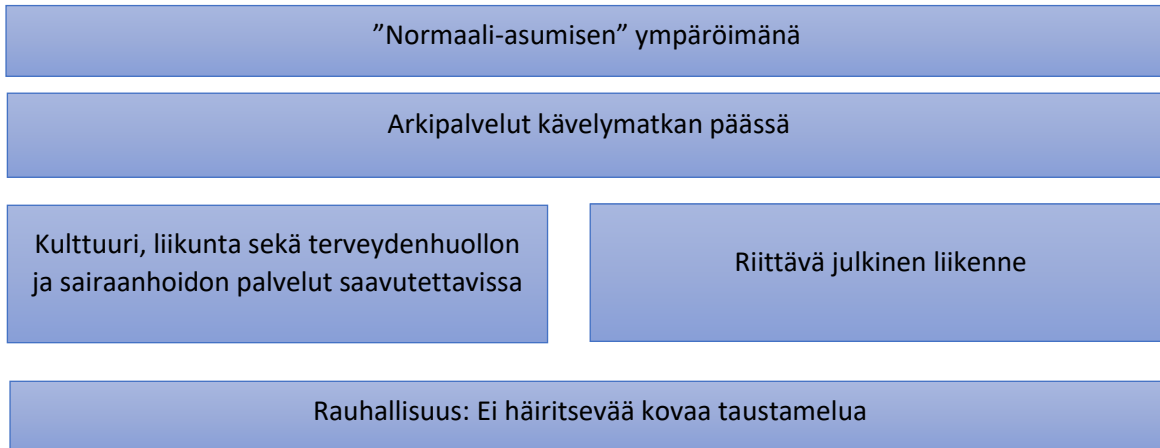 ”Normaali-asumisen” ympäröimänä
Arkipalvelut kävelymatkan päässä
Kulttuuri, liikunta sekä terveydenhuollon
ja sairaanhoidon palvelut saavutettavissa
Riittävä julkinen liikenne
Rauhallisuus: Ei häiritsevää kovaa taustamelua